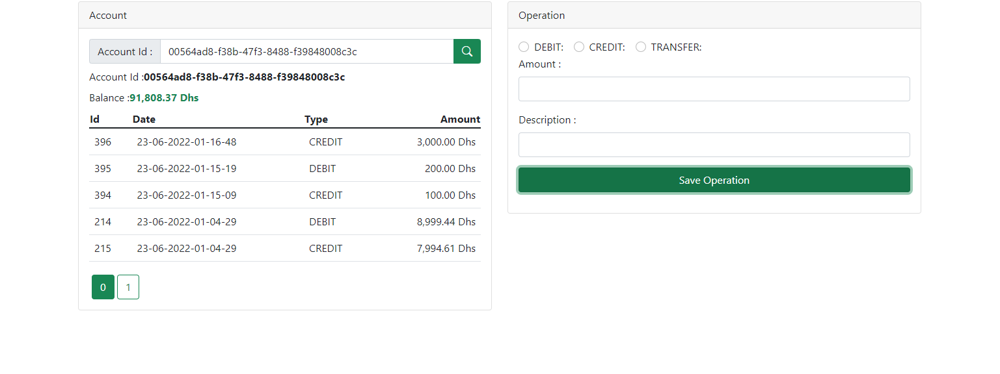 Account
Account Id : 00564ad8-f38b-47f3-8488-f39848008c3c
Account Id :00564ad8-f38b-47f3-8488-f39848008c3c
Balance :91,808.37 Dhs
Id Date Type Amount
396 23-06-2022-01-16-48 CREDIT 3,000.00 Dhs
395 23-06-2022-01-15-19 DEBIT 200.00 Dhs
394 23-06-2022-01-15-09 CREDIT 100.00 Dhs
214 23-06-2022-01-04-29 DEBIT 8,999.44 Dhs
215 23-06-2022-01-04-29 CREDIT 7,994.61 Dhs
0 1
Operation
DEBIT: CREDIT: TRANSFER:
Amount :
Description :
Save Operation